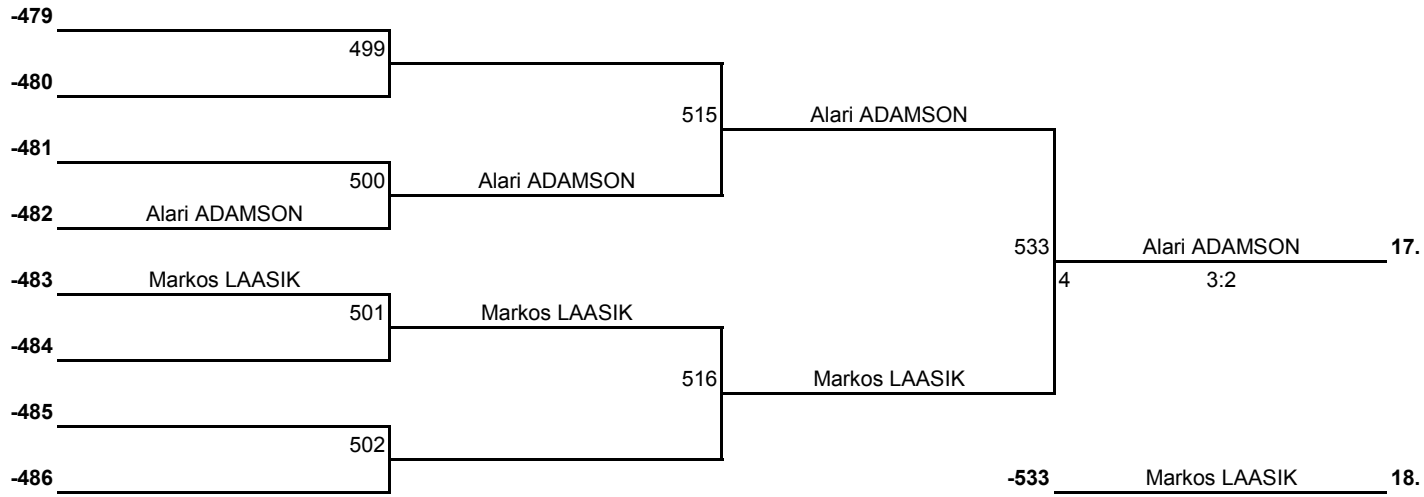 -479
499
-480
515 Alari ADAMSON
-481
500 Alari ADAMSON
-482 Alari ADAMSON
533 Alari ADAMSON 17.
-483 Markos LAASIK 4 3:2
501 Markos LAASIK
-484
516 Markos LAASIK
-485
502
-486 -533 Markos LAASIK 18.